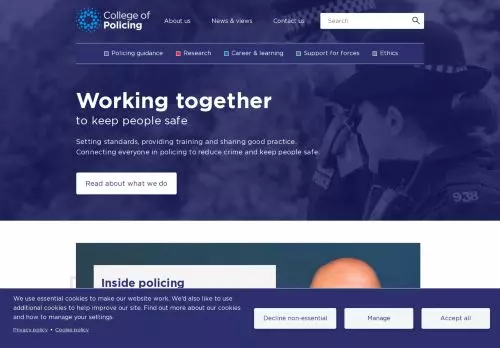 College of
Policing
About us
News & views
Contact us
Search
Policing guidance
Research
Career & learning
Support for forces
Ethics
Working together
to keep people safe
Setting standards, providing training and sharing good practice.
Connecting everyone in policing to reduce crime and keep people safe.
Read about what we do
938
Inside policing
We use essential cookies to make our website work. We'd also like to use
additional cookies to help improve our site. Find out more about our cookies
and how to manage your settings.
Privacy policy • Cookie policy
Decline non-essential
Manage
Accept all